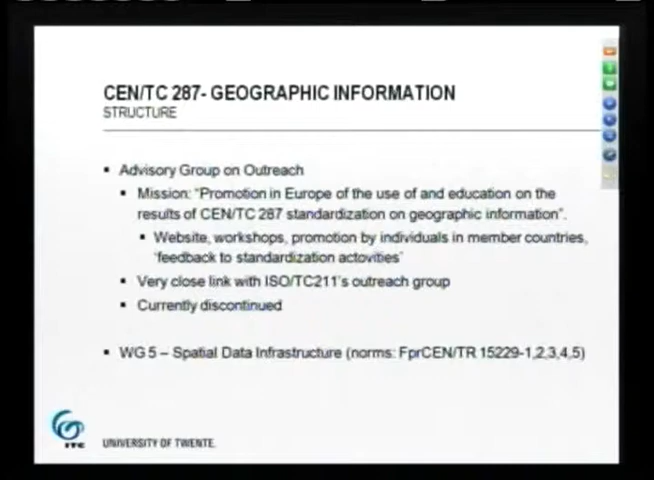 CEN/TC 287- GEOGRAPHIC INFORMATION
STRUCTURE
Advisory Group on Outreach
Mission: "Promotion in Europe of the use of and education on the
results of CEN/TC 287 standardization on geographic information".
Website, workshops, promotion by individuals in member countries,
'feedback to standardization actovities'
Very close link with ISO/TC211's outreach group
Currently discontinued
WG 5 – Spatial Data Infrastructure (norms: FprCEN/TR 15229-1,2,3,4,5)
ITC
UNIVERSITY OF TWENTE.